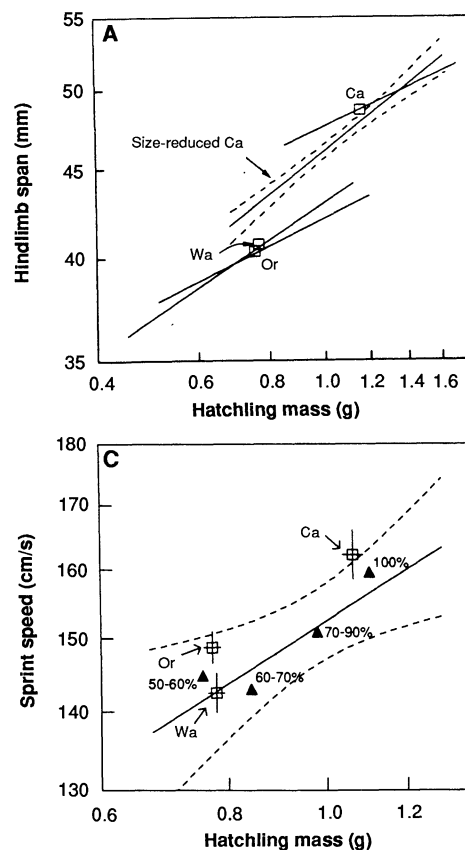 A
55
50
45
40
35
Hindlimb span (mm)
Ca
Size-reduced Ca
Wa
Or
0.4
0.6
0.8
1.0
1.2
1.4
1.6
Hatchling mass (g)
C
180
170
160
150
140
130
Sprint speed (cm/s)
Ca
100%
Or
70-90%
50-60%
60-70%
Wa
0.6
0.8
1.0
1.2
Hatchling mass (g)